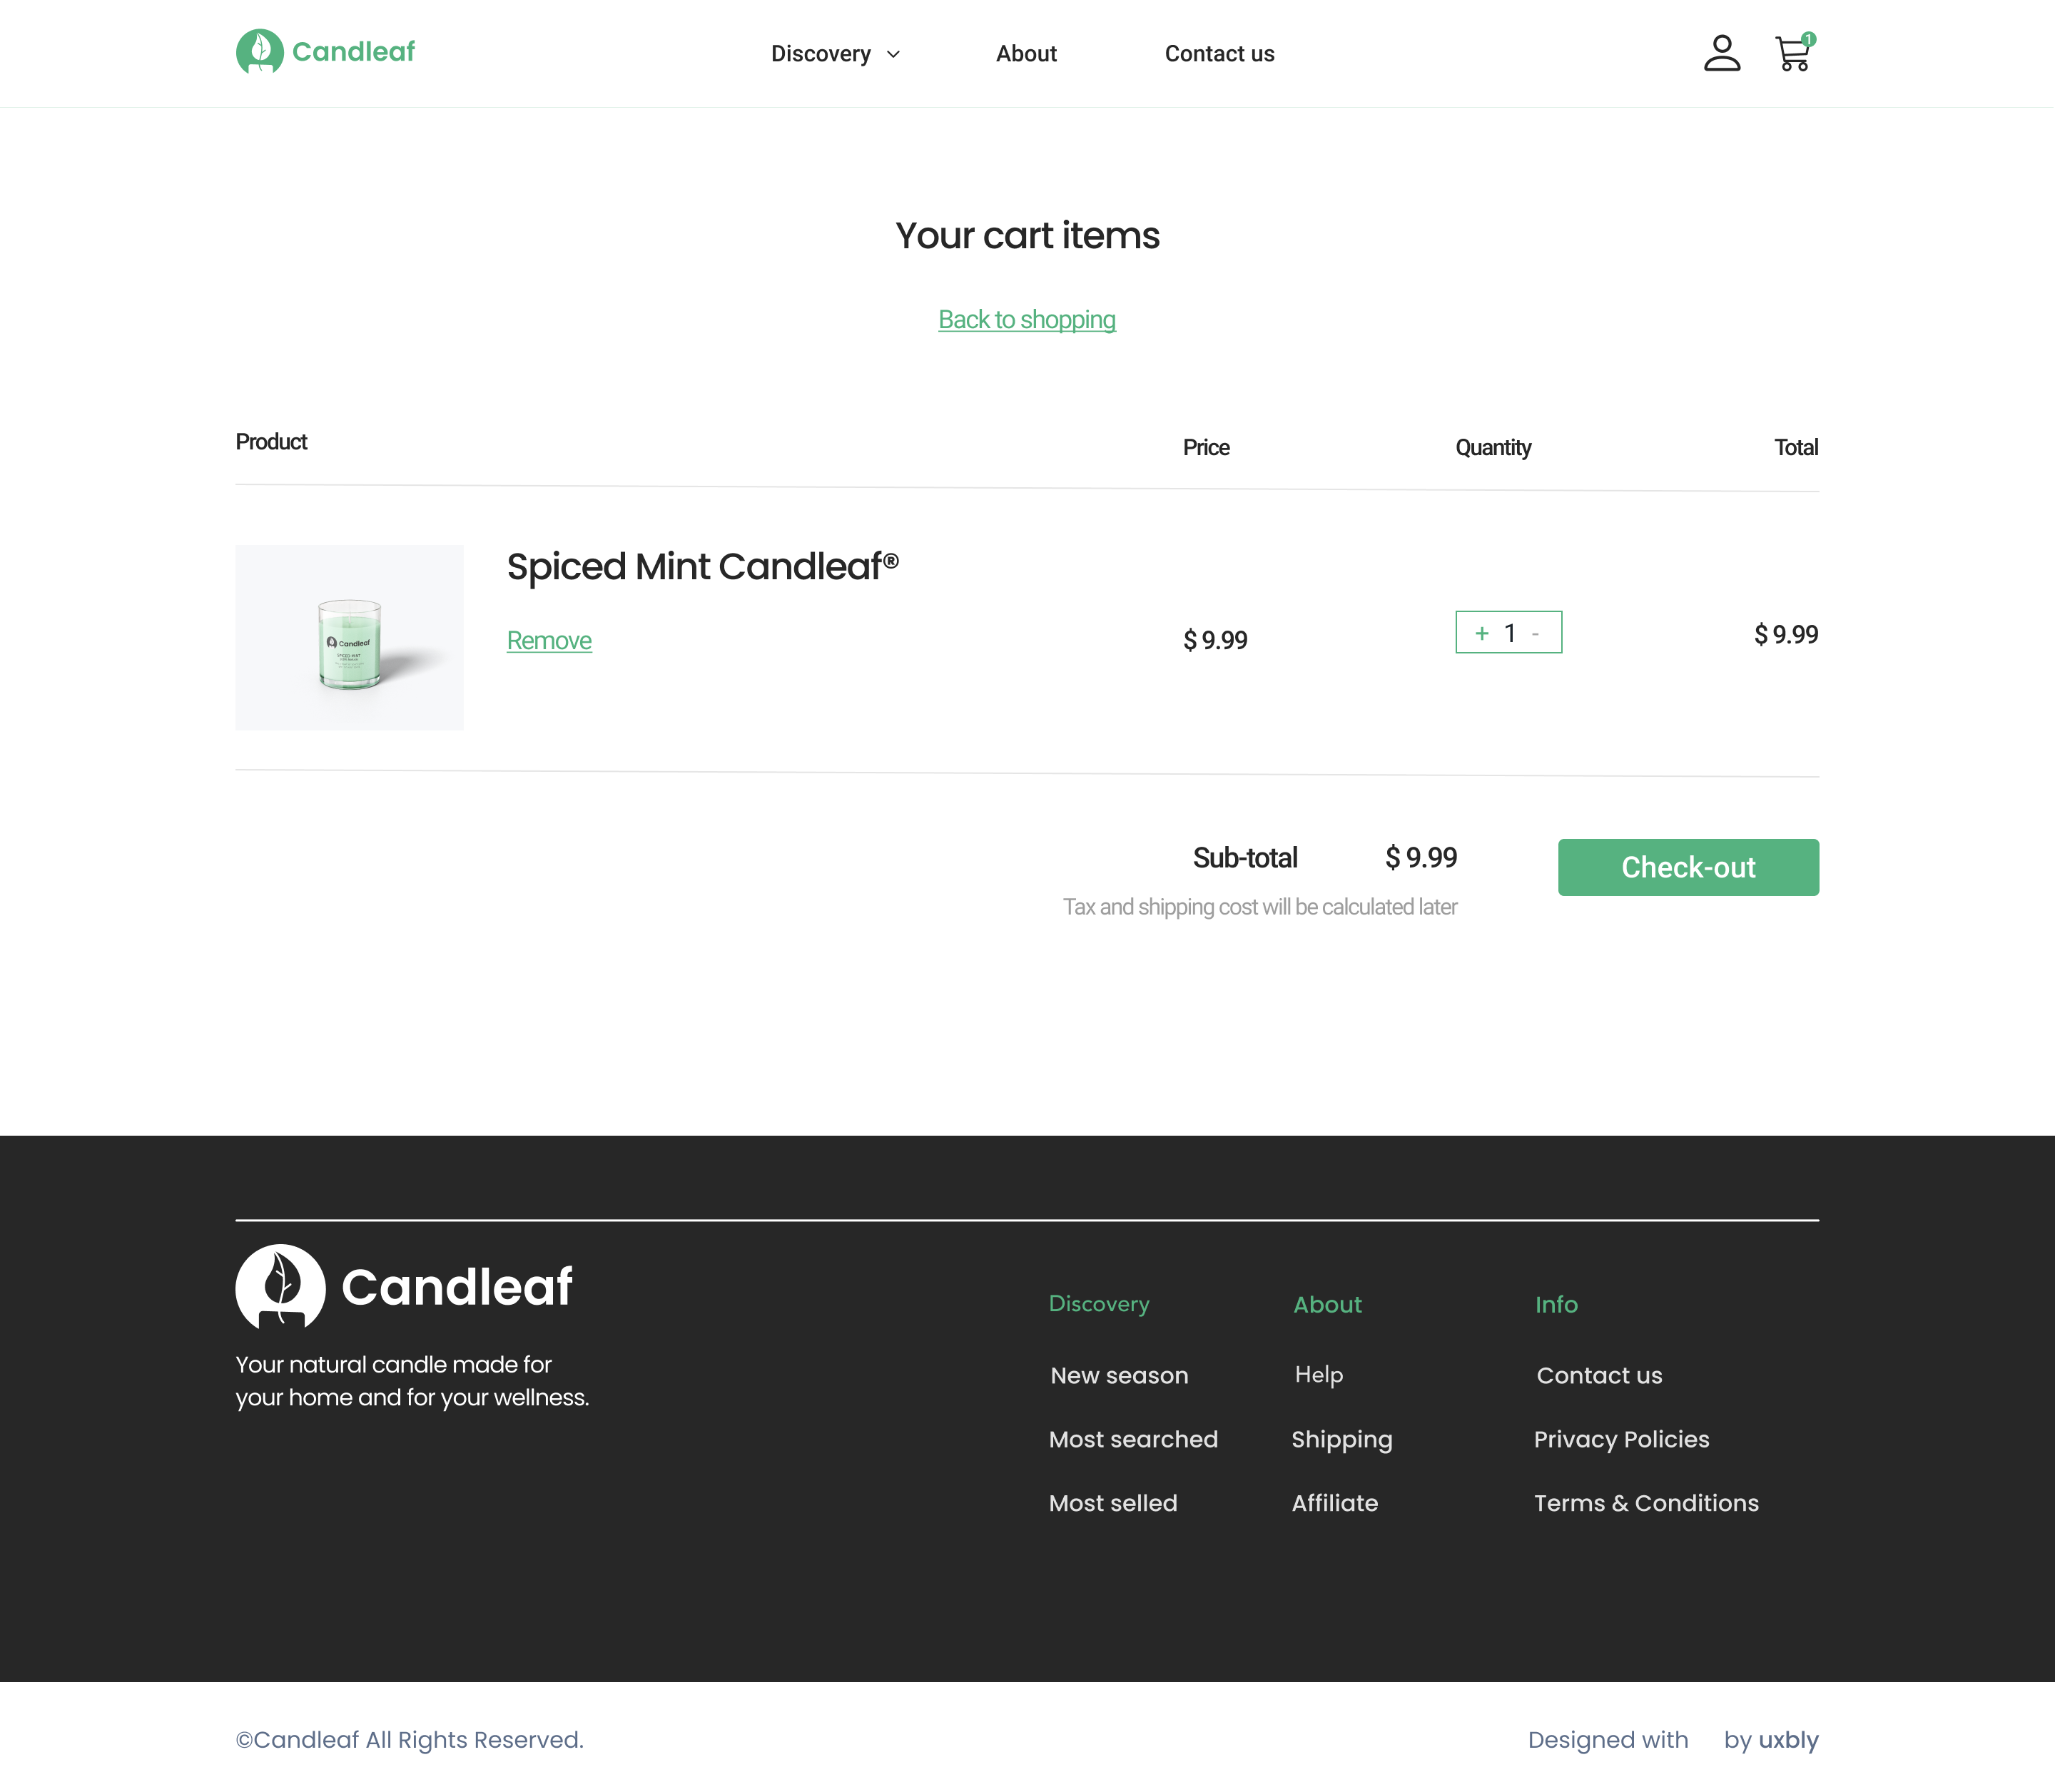 Candleaf
Discovery
About
Contact us
1
Your cart items
Back to shopping
Product
Price
Quantity
Total
Candleaf
SPICED MINT
Spiced Mint Candleaf®
Remove
$ 9.99
+ 1 -
$ 9.99
Sub-total
$ 9.99
Check-out
Tax and shipping cost will be calculated later
Candleaf
Your natural candle made for
your home and for your wellness.
Discovery
About
Info
New season
Help
Contact us
Most searched
Shipping
Privacy Policies
Most selled
Affiliate
Terms & Conditions
©Candleaf All Rights Reserved.
Designed with by uxbly